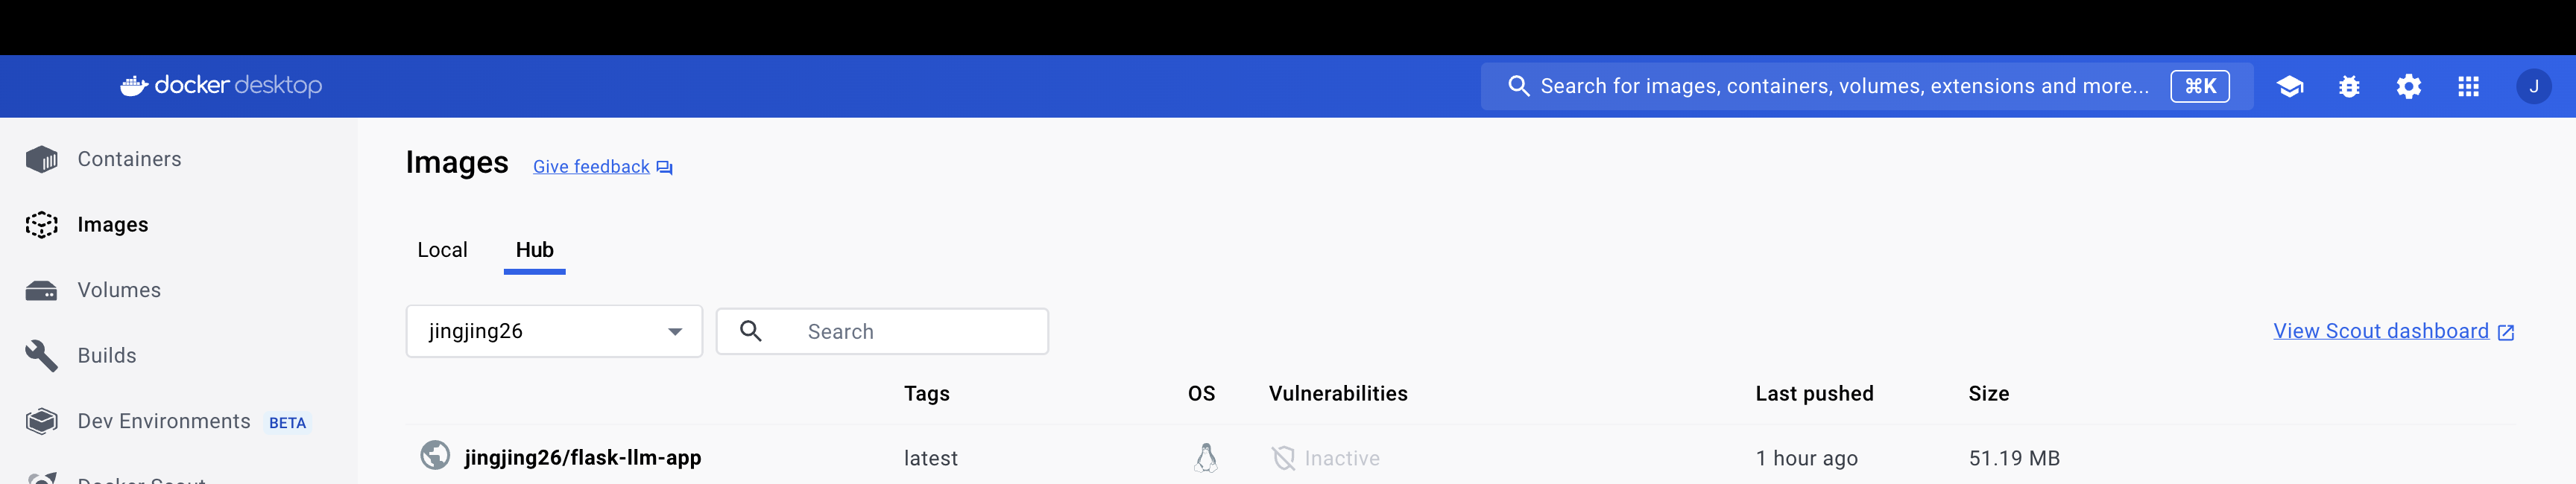 docker desktop
Search for images, containers, volumes, extensions and more... ⌘K
J
Containers
Images
Volumes
Builds
Dev Environments BETA
Docker Scout
Images Give feedback
Local Hub
jingjing26 Search
View Scout dashboard
Tags OS Vulnerabilities Last pushed Size
jingjing26/flask-llm-app latest Inactive 1 hour ago 51.19 MB